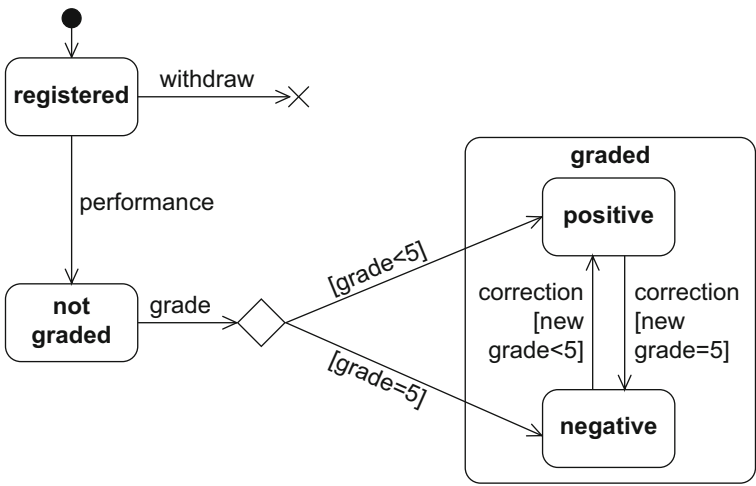 registered
withdraw
performance
not
graded
grade
[grade<5]
[grade=5]
graded
positive
correction
[new
grade<5]
correction
[new
grade=5]
negative